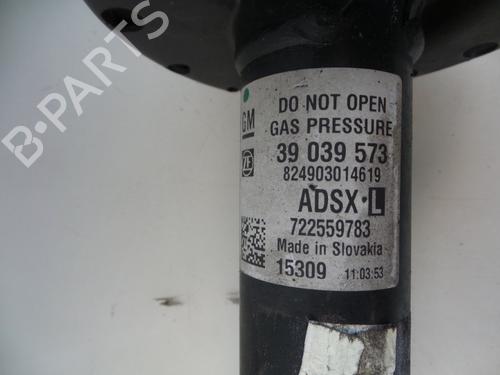 GM
DO NOT OPEN
GAS PRESSURE
ZF
39 039 573
824903014619
ADSX L
722559783
Made in Slovakia
15309 11:03:53
B-PARTS